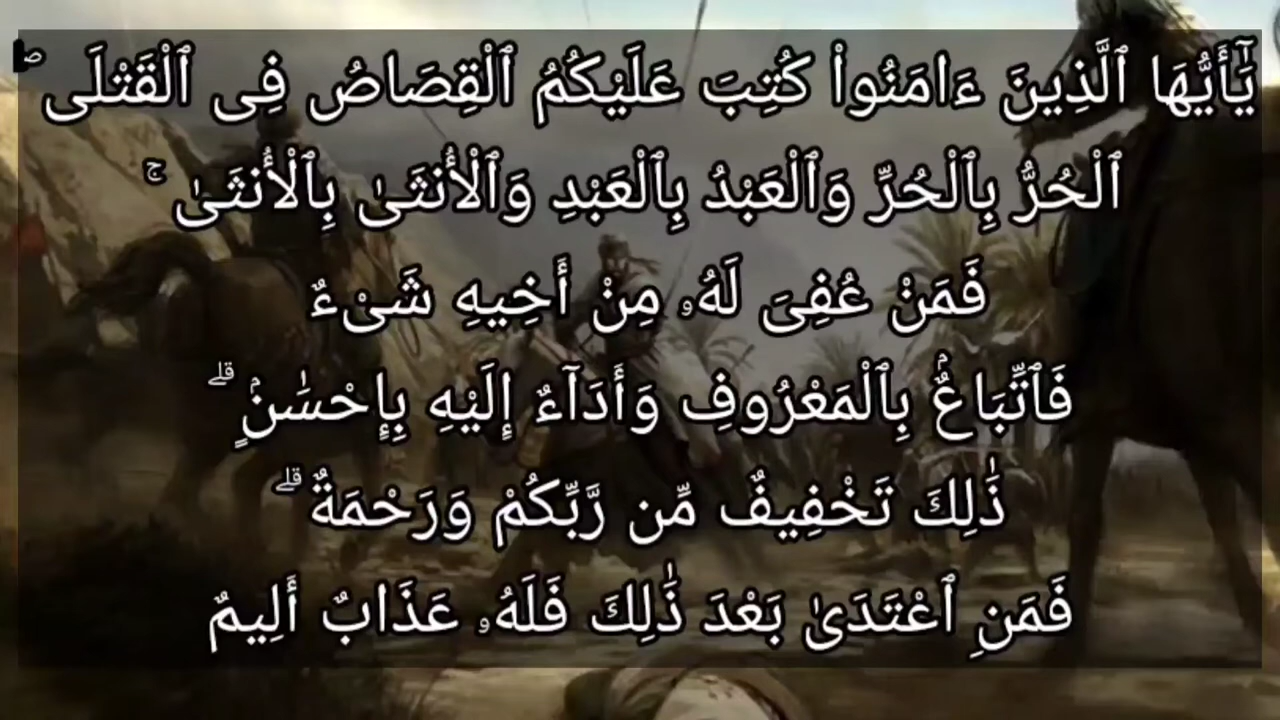 يَٰٓأَيُّهَا ٱلَّذِينَ ءَامَنُوا۟ كُتِبَ عَلَيْكُمُ ٱلْقِصَاصُ فِى ٱلْقَتْلَى ۖ
ٱلْحُرُّ بِٱلْحُرِّ وَٱلْعَبْدُ بِٱلْعَبْدِ وَٱلْأُنثَىٰ بِٱلْأُنثَىٰ ۚ
فَمَنْ عُفِىَ لَهُۥ مِنْ أَخِيهِ شَىْءٌ
فَٱتِّبَاعٌۢ بِٱلْمَعْرُوفِ وَأَدَآءٌ إِلَيْهِ بِإِحْسَٰنٍۢ ۗ
ذَٰلِكَ تَخْفِيفٌ مِّن رَّبِّكُمْ وَرَحْمَةٌ ۗ
فَمَنِ ٱعْتَدَىٰ بَعْدَ ذَٰلِكَ فَلَهُۥ عَذَابٌ أَلِيمٌ